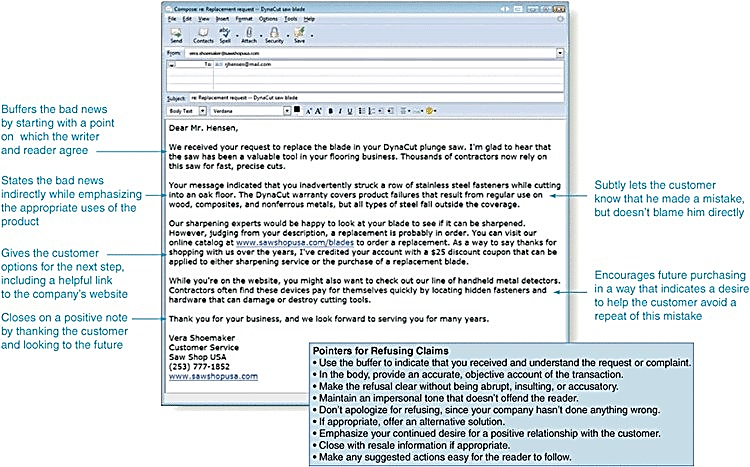 Compose: re: Replacement request -- DynaCut saw blade
File Edit View Insert Format Options Tools Help
Send Contacts Spell Attach Security Save
From: vera.shoemaker@sawshopusa.com
To: rjhensen@mail.com
Subject: re: Replacement request -- DynaCut saw blade
Body Text Verdana
Dear Mr. Hensen,
We received your request to replace the blade in your DynaCut plunge saw. I'm glad to hear that
the saw has been a valuable tool in your flooring business. Thousands of contractors now rely on
this saw for fast, precise cuts.
Your message indicated that you inadvertently struck a row of stainless steel fasteners while cutting
into an oak floor. The DynaCut warranty covers product failures that result from regular use on
wood, composites, and nonferrous metals, but all types of steel fall outside the coverage.
Our sharpening experts would be happy to look at your blade to see if it can be sharpened.
However, judging from your description, a replacement is probably in order. You can visit our
online catalog at www.sawshopusa.com/blades to order a replacement. As a way to say thanks for
shopping with us over the years, I've credited your account with a $25 discount coupon that can be
applied to either sharpening service or the purchase of a replacement blade.
While you're on the website, you might also want to check out our line of handheld metal detectors.
Contractors often find these devices pay for themselves quickly by locating hidden fasteners and
hardware that can damage or destroy cutting tools.
Thank you for your business, and we look forward to serving you for many years.
Vera Shoemaker
Customer Service
Saw Shop USA
(253) 777-1852
www.sawshopusa.com
Buffers the bad news
by starting with a point
on which the writer
and reader agree
States the bad news
indirectly while emphasizing
the appropriate uses of the
product
Gives the customer
options for the next step,
including a helpful link
to the company's website
Closes on a positive note
by thanking the customer
and looking to the future
Subtly lets the customer
know that he made a mistake,
but doesn't blame him directly
Encourages future purchasing
in a way that indicates a desire
to help the customer avoid a
repeat of this mistake
Pointers for Refusing Claims
• Use the buffer to indicate that you received and understand the request or complaint.
• In the body, provide an accurate, objective account of the transaction.
• Make the refusal clear without being abrupt, insulting, or accusatory.
• Maintain an impersonal tone that doesn't offend the reader.
• Don't apologize for refusing, since your company hasn't done anything wrong.
• If appropriate, offer an alternative solution.
• Emphasize your continued desire for a positive relationship with the customer.
• Close with resale information if appropriate.
• Make any suggested actions easy for the reader to follow.